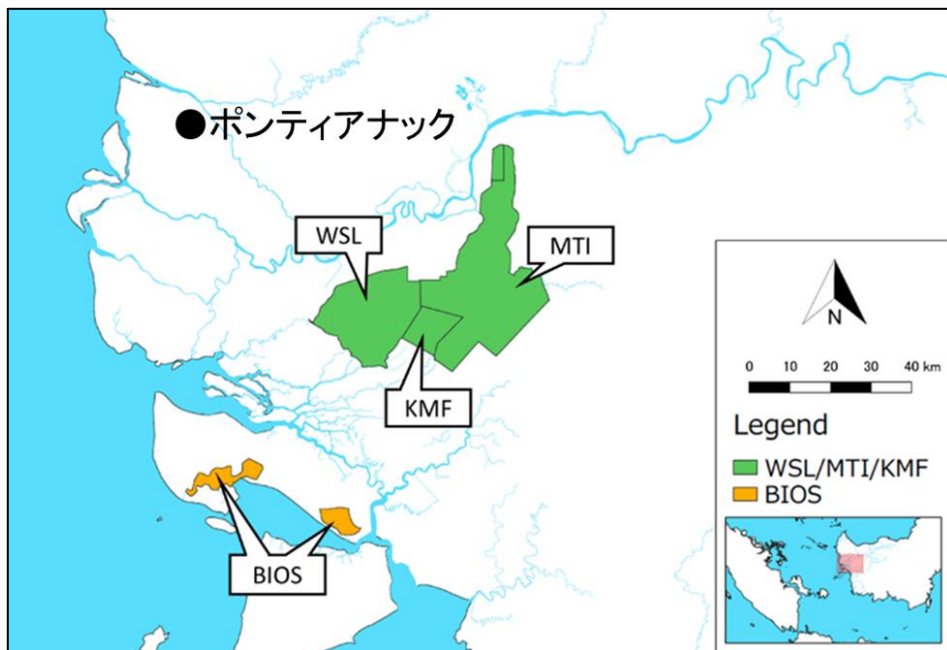 ●ポンティアナック
WSL
MTI
KMF
BIOS
N
0 10 20 30 40 km
Legend
WSL/MTI/KMF
BIOS